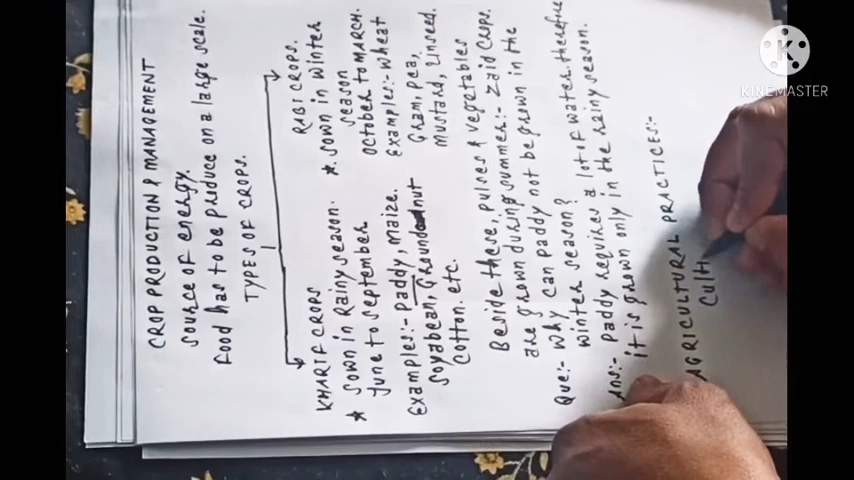 CROP PRODUCTION & MANAGEMENT
source of energy.
Food has to be produce on a large scale.
TYPES OF CROPS.
KHARIF CROPS
* sown in Rainy season.
June to September
Examples:- Paddy, maize.
Soyabean, Groundnut
Cotton. etc.
RABI CROPS.
*. sown in winter
season
October to MARCH.
Examples:- wheat
Gram, Pea,
Mustard, Linseed.
Beside these, pulses & vegetables
are grown during summer:- Zaid crops.
Que:- Why can paddy not be grown in the
winter season?
Ans:- Paddy requires a lot of water. therefore
it is grown only in the rainy season.
AGRICULTURAL PRACTICES:-
Culti
KINEMASTER